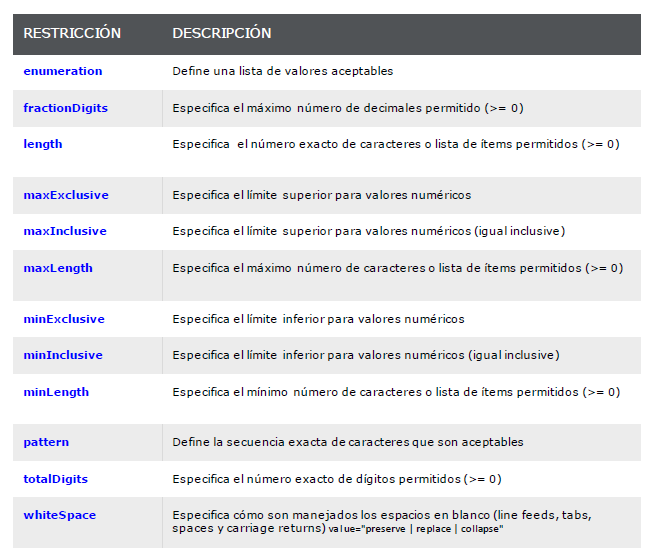 RESTRICCIÓN DESCRIPCIÓN
enumeration Define una lista de valores aceptables
fractionDigits Especifica el máximo número de decimales permitido (>= 0)
length Especifica el número exacto de caracteres o lista de ítems permitidos (>= 0)
maxExclusive Especifica el límite superior para valores numéricos
maxInclusive Especifica el límite superior para valores numéricos (igual inclusive)
maxLength Especifica el máximo número de caracteres o lista de ítems permitidos (>= 0)
minExclusive Especifica el límite inferior para valores numéricos
minInclusive Especifica el límite inferior para valores numéricos (igual inclusive)
minLength Especifica el mínimo número de caracteres o lista de ítems permitidos (>= 0)
pattern Define la secuencia exacta de caracteres que son aceptables
totalDigits Especifica el número exacto de dígitos permitidos (>= 0)
whiteSpace Especifica cómo son manejados los espacios en blanco (line feeds, tabs,
spaces y carriage returns) value="preserve | replace | collapse"